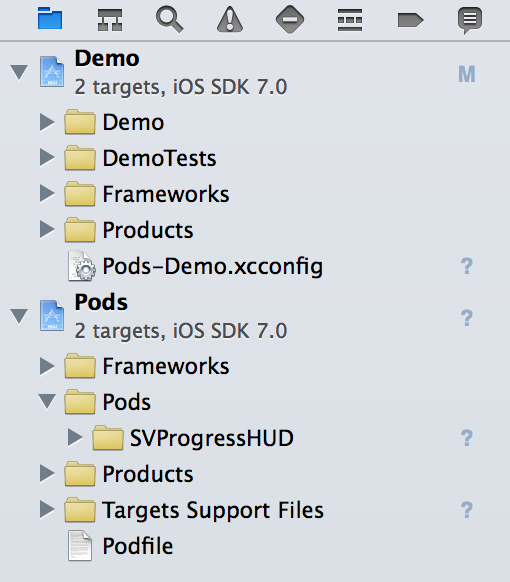 Demo
2 targets, iOS SDK 7.0
M
Demo
DemoTests
Frameworks
Products
Pods-Demo.xcconfig
?
Pods
2 targets, iOS SDK 7.0
?
Frameworks
Pods
SVProgressHUD
?
Products
Targets Support Files
?
Podfile